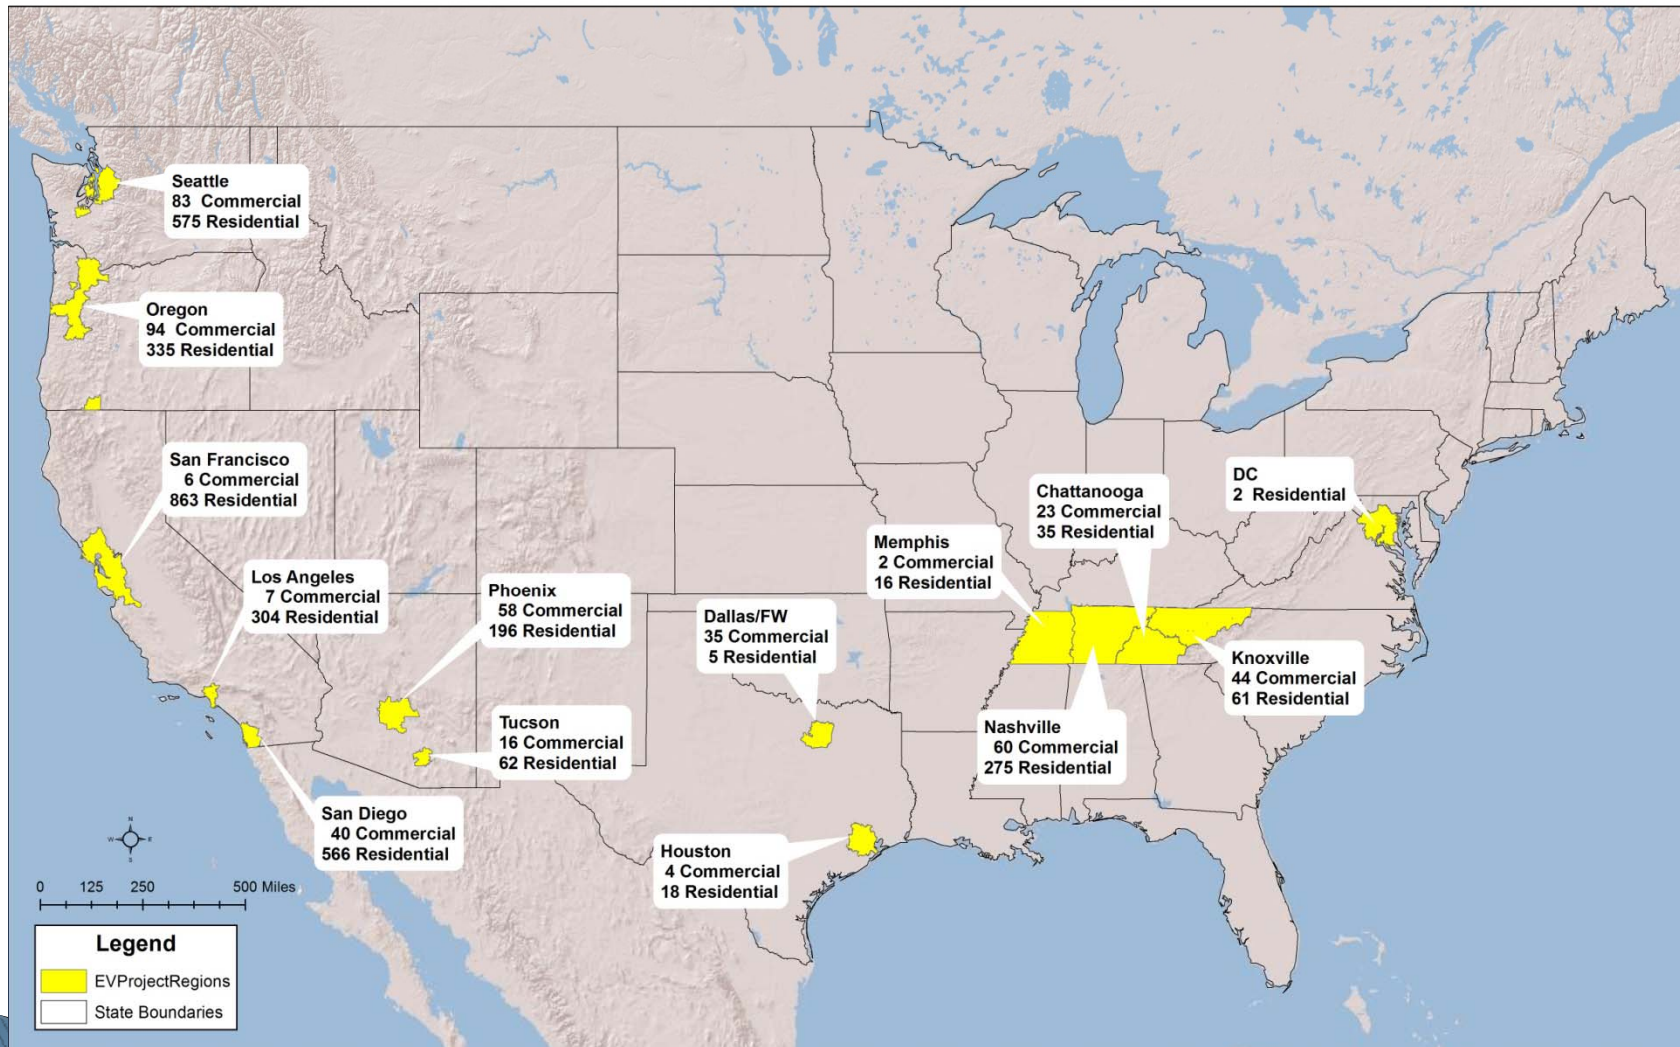 Seattle
83 Commercial
575 Residential
Oregon
94 Commercial
335 Residential
San Francisco
6 Commercial
863 Residential
Los Angeles
7 Commercial
304 Residential
Phoenix
58 Commercial
196 Residential
Tucson
16 Commercial
62 Residential
San Diego
40 Commercial
566 Residential
Dallas/FW
35 Commercial
5 Residential
Houston
4 Commercial
18 Residential
Memphis
2 Commercial
16 Residential
Chattanooga
23 Commercial
35 Residential
DC
2 Residential
Knoxville
44 Commercial
61 Residential
Nashville
60 Commercial
275 Residential
N
W E
S
0 125 250 500 Miles
Legend
EVProjectRegions
State Boundaries